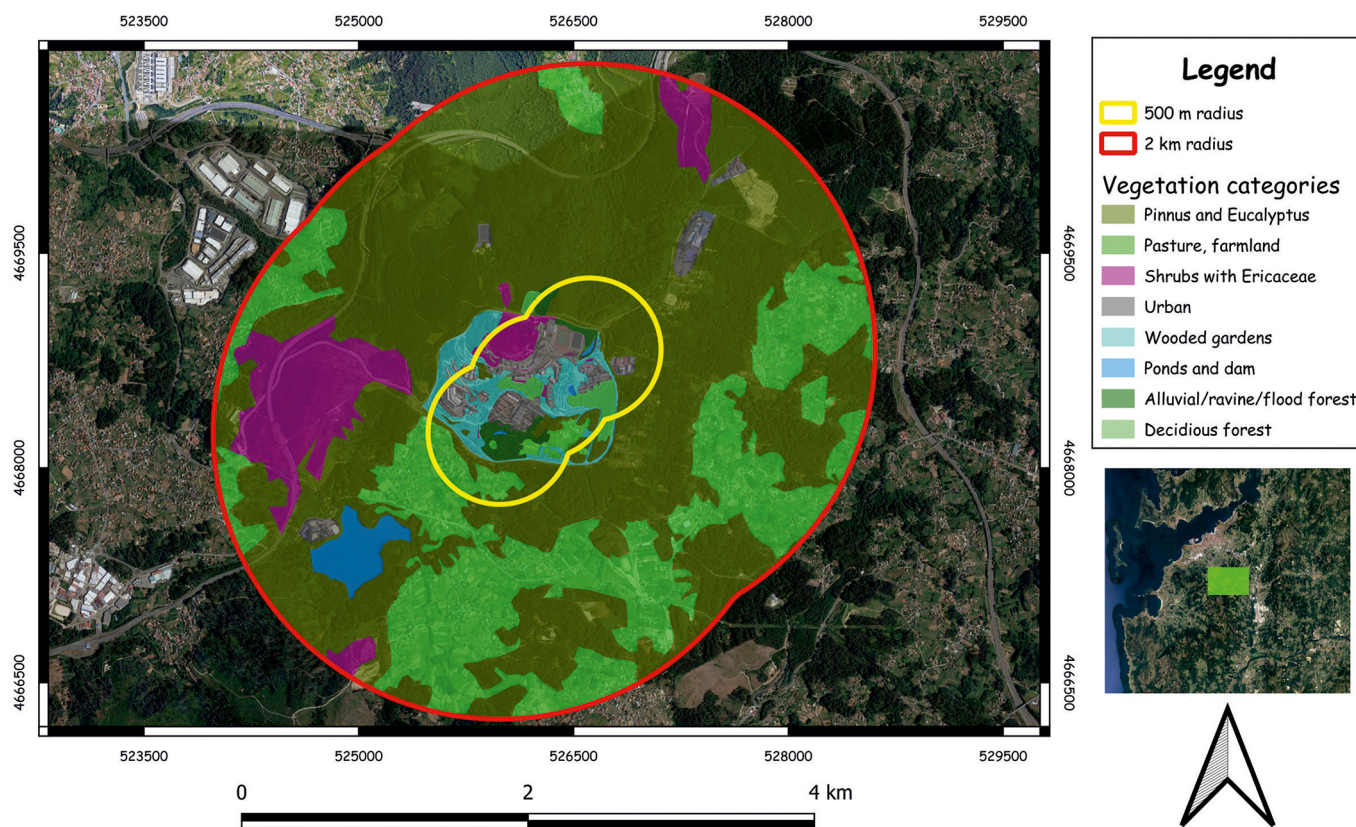 523500 525000 526500 528000 529500
4669500 4669500
4668000 4668000
4666500 4666500
523500 525000 526500 528000 529500
0 2 4 km
Legend
500 m radius
2 km radius
Vegetation categories
Pinnus and Eucalyptus
Pasture, farmland
Shrubs with Ericaceae
Urban
Wooded gardens
Ponds and dam
Alluvial/ravine/flood forest
Decidious forest